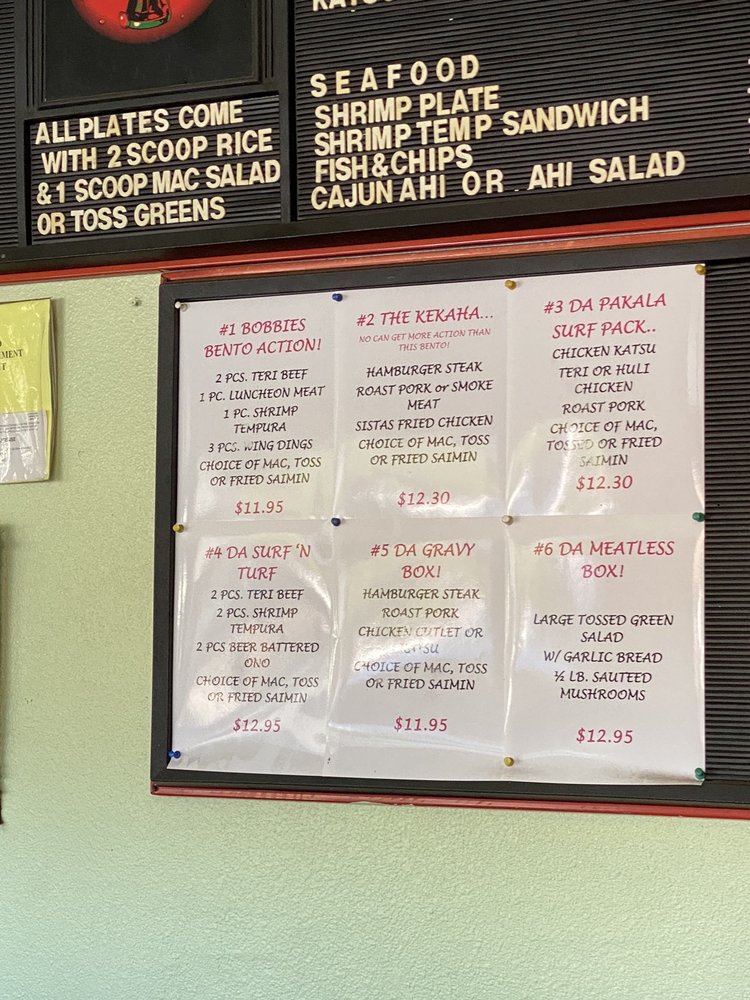 ALL PLATES COME
WITH 2 SCOOP RICE
& 1 SCOOP MAC SALAD
OR TOSS GREENS
SEAFOOD
SHRIMP PLATE
SHRIMP TEMP SANDWICH
FISH & CHIPS
CAJUN AHI OR . AHI SALAD
#1 BOBBIES
BENTO ACTION!
2 PCS. TERI BEEF
1 PC. LUNCHEON MEAT
1 PC. SHRIMP
TEMPURA
3 PCS. WING DINGS
CHOICE OF MAC, TOSS
OR FRIED SAIMIN
$11.95
#2 THE KEKAHA...
NO CAN GET MORE ACTION THAN
THIS BENTO!
HAMBURGER STEAK
ROAST PORK or SMOKE
MEAT
SISTAS FRIED CHICKEN
CHOICE OF MAC, TOSS
OR FRIED SAIMIN
$12.30
#3 DA PAKALA
SURF PACK..
CHICKEN KATSU
TERI OR HULI
CHICKEN
ROAST PORK
CHOICE OF MAC,
TOSSED OR FRIED
SAIMIN
$12.30
#4 DA SURF 'N
TURF
2 PCS. TERI BEEF
2 PCS. SHRIMP
TEMPURA
2 PCS BEER BATTERED
ONO
CHOICE OF MAC, TOSS
OR FRIED SAIMIN
$12.95
#5 DA GRAVY
BOX!
HAMBURGER STEAK
ROAST PORK
CHICKEN CUTLET OR
KATSU
CHOICE OF MAC, TOSS
OR FRIED SAIMIN
$11.95
#6 DA MEATLESS
BOX!
LARGE TOSSED GREEN
SALAD
W/ GARLIC BREAD
½ LB. SAUTEED
MUSHROOMS
$12.95